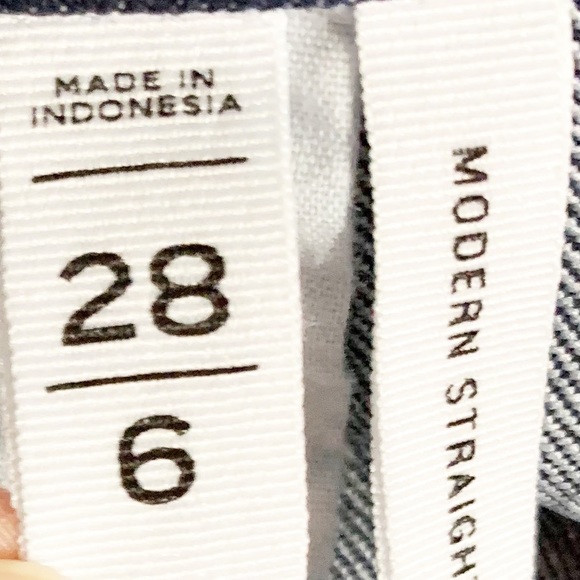 MADE IN
INDONESIA
28
6
MODERN STRAIGHT